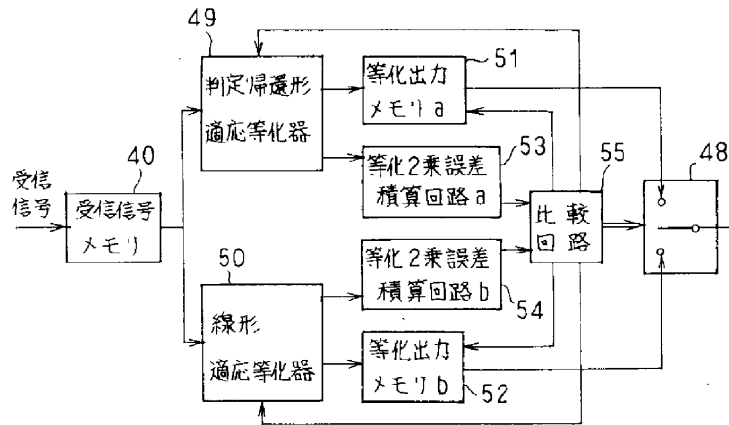 受信
信号
40
受信信号
メモリ
49
判定帰還形
適応等化器
50
線形
適応等化器
51
等化出力
メモリa
53
等化2乗誤差
積算回路a
等化2乗誤差
積算回路b
54
等化出力
メモリb
52
55
比較
回路
48